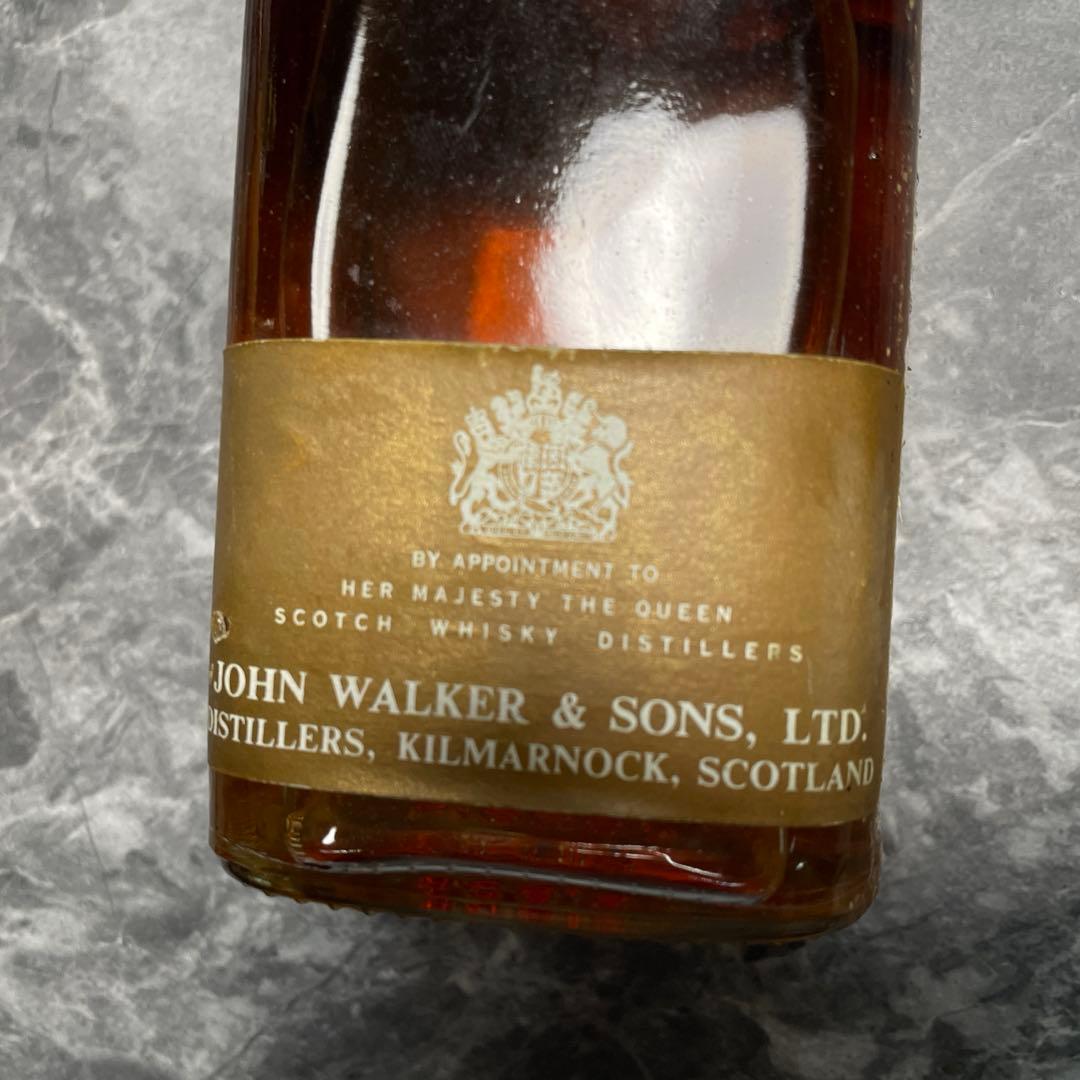 BY APPOINTMENT TO
HER MAJESTY THE QUEEN
SCOTCH WHISKY DISTILLERS
JOHN WALKER & SONS, LTD.
DISTILLERS, KILMARNOCK, SCOTLAND